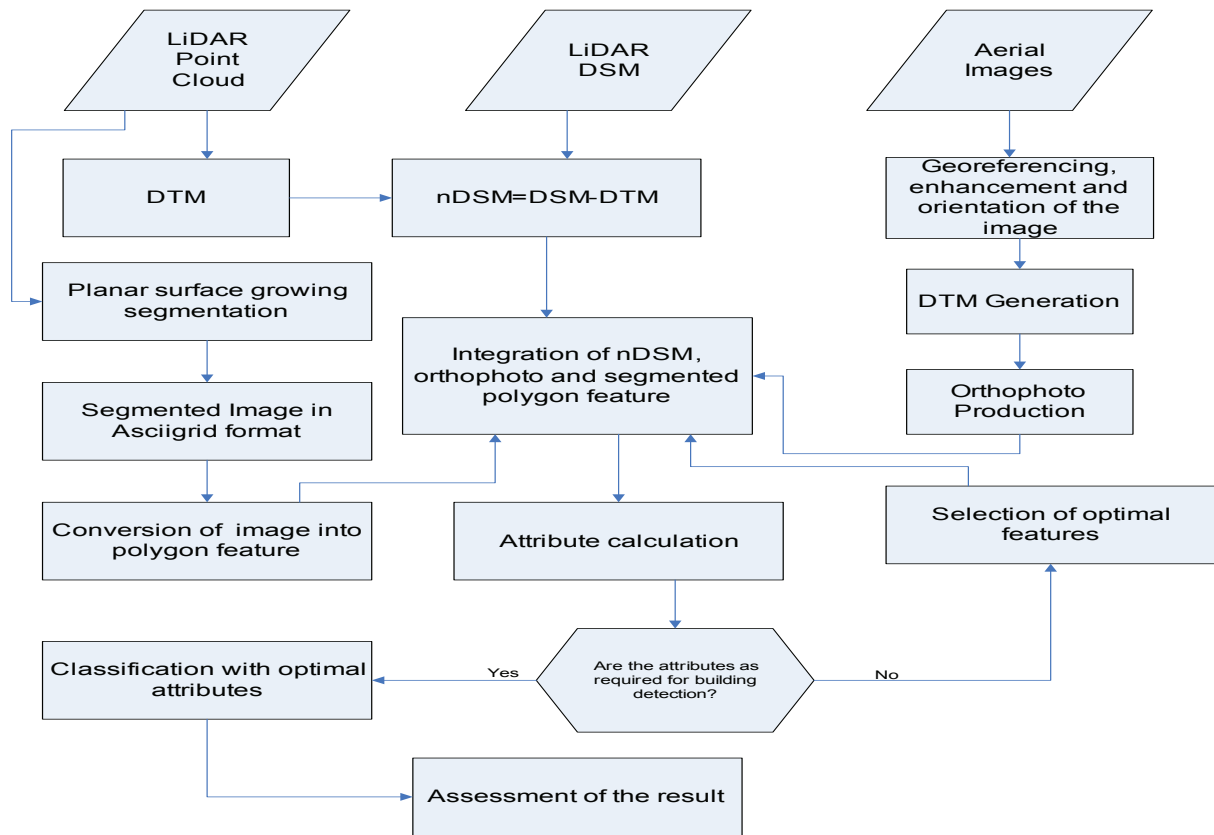 LiDAR
Point
Cloud
LiDAR
DSM
Aerial
Images
DTM
nDSM=DSM-DTM
Georeferencing,
enhancement and
orientation of the
image
Planar surface growing
segmentation
DTM Generation
Integration of nDSM,
orthophoto and segmented
polygon feature
Orthophoto
Production
Segmented Image in
Asciigrid format
Conversion of image into
polygon feature
Attribute calculation
Selection of optimal
features
Classification with optimal
attributes
Yes
Are the attributes as
required for building
detection?
No
Assessment of the result